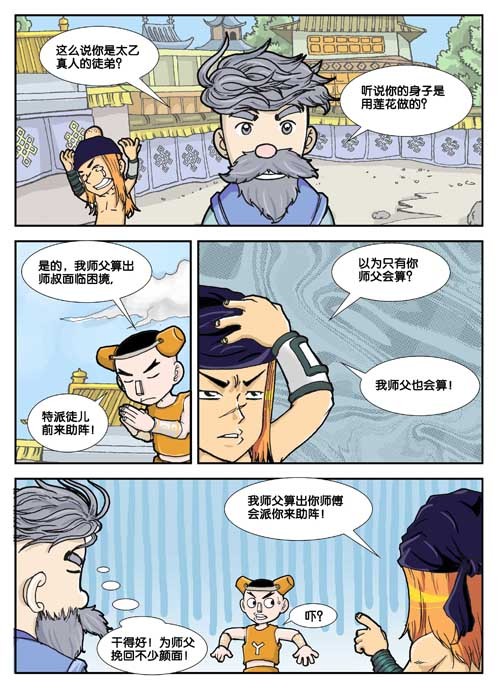 这么说你是太乙
真人的徒弟？
听说你的身子是
用莲花做的？
是的，我师父算出
师叔面临困境，
特派徒儿
前来助阵！
以为只有你
师父会算？
我师父也会算！
我师父算出你师傅
会派你来助阵！
吓？
干得好！为师父
挽回不少颜面！